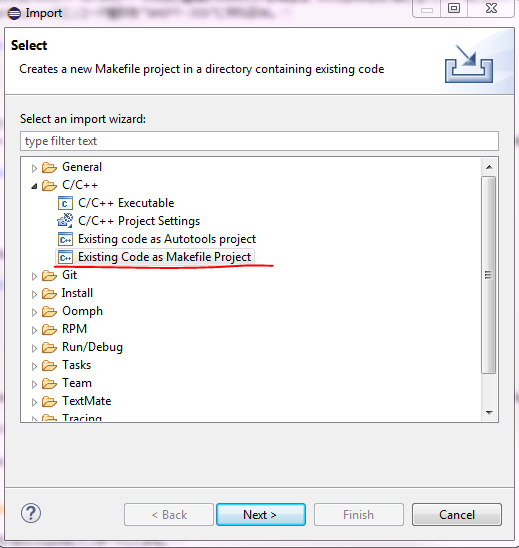 Import
Select
Creates a new Makefile project in a directory containing existing code
Select an import wizard:
type filter text
General
C/C++
C/C++ Executable
C/C++ Project Settings
Existing code as Autotools project
Existing Code as Makefile Project
Git
Install
Oomph
RPM
Run/Debug
Tasks
Team
TextMate
Tracing
< Back
Next >
Finish
Cancel